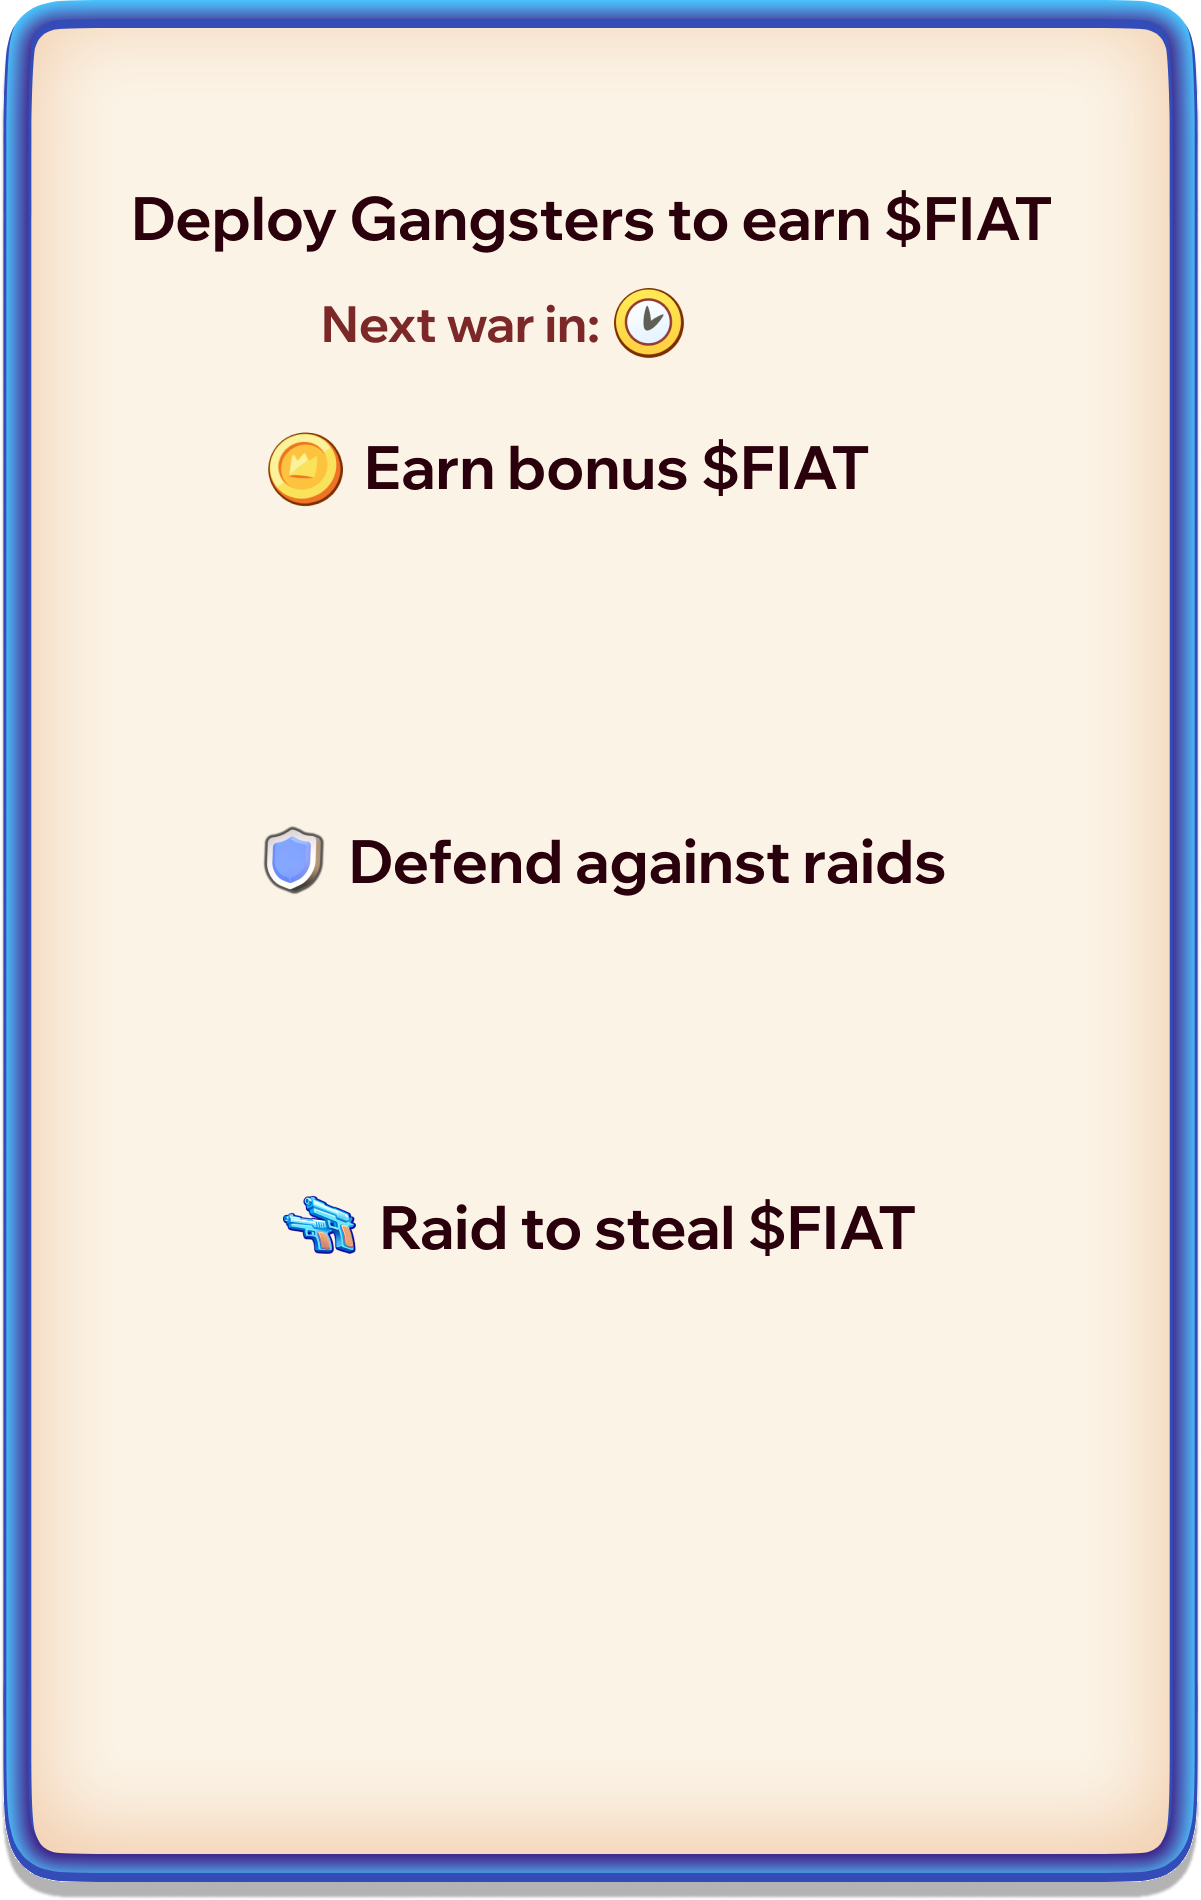 Deploy Gangsters to earn $FIAT
Next war in:
Earn bonus $FIAT
Defend against raids
Raid to steal $FIAT